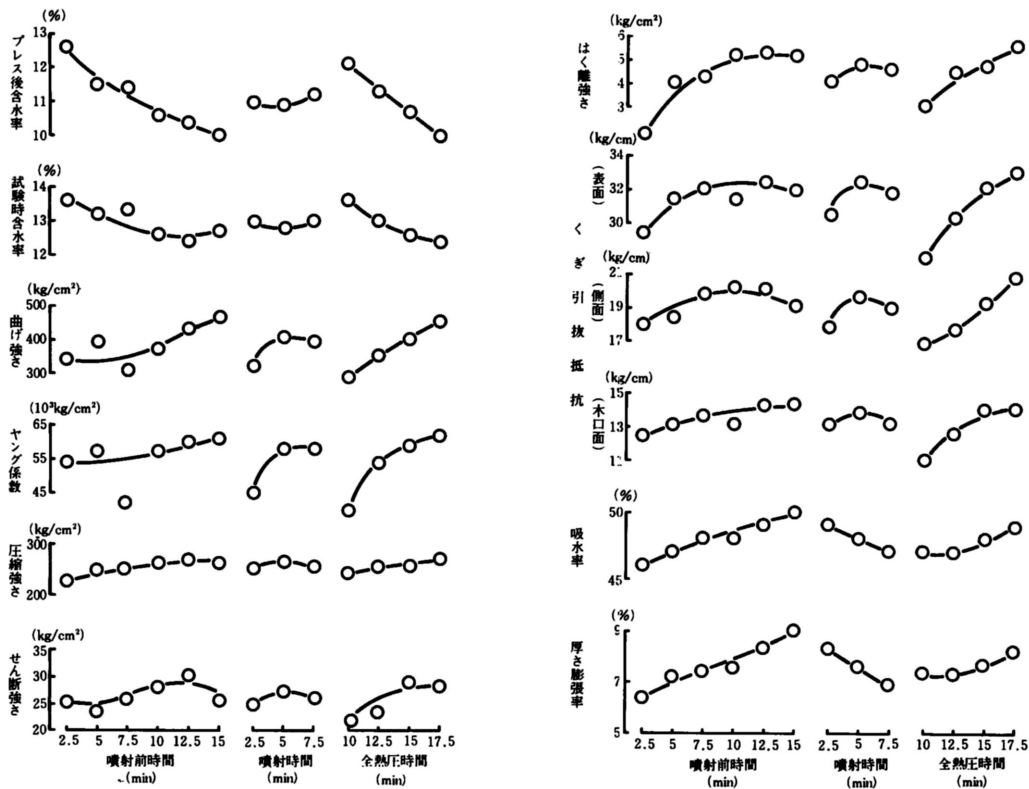 (%)
プレス後含水率
13
12
11
10
(%)
試験時含水率
14
13
12
(kg/cm²)
曲げ強さ
500
400
300
(10³kg/cm²)
ヤング係数
65
55
45
(kg/cm²)
圧縮強さ
300
200
(kg/cm²)
せん断強さ
35
30
25
20
2.5 5 7.5 10 12.5 15
噴射前時間
(min)
2.5 5 7.5
噴射時間
(min)
10 12.5 15 17.5
全熱圧時間
(min)
(kg/cm²)
はく離強さ
6
5
4
3
くぎ引抜抵抗
(kg/cm)
(表面)
34
32
30
(kg/cm)
(側面)
21
19
17
(kg/cm)
(木口面)
15
13
(%)
吸水率
50
45
(%)
厚さ膨張率
9
7
5
2.5 5 7.5 10 12.5 15
噴射前時間
(min)
2.5 5 7.5
噴射時間
(min)
10 12.5 15 17.5
全熱圧時間
(min)